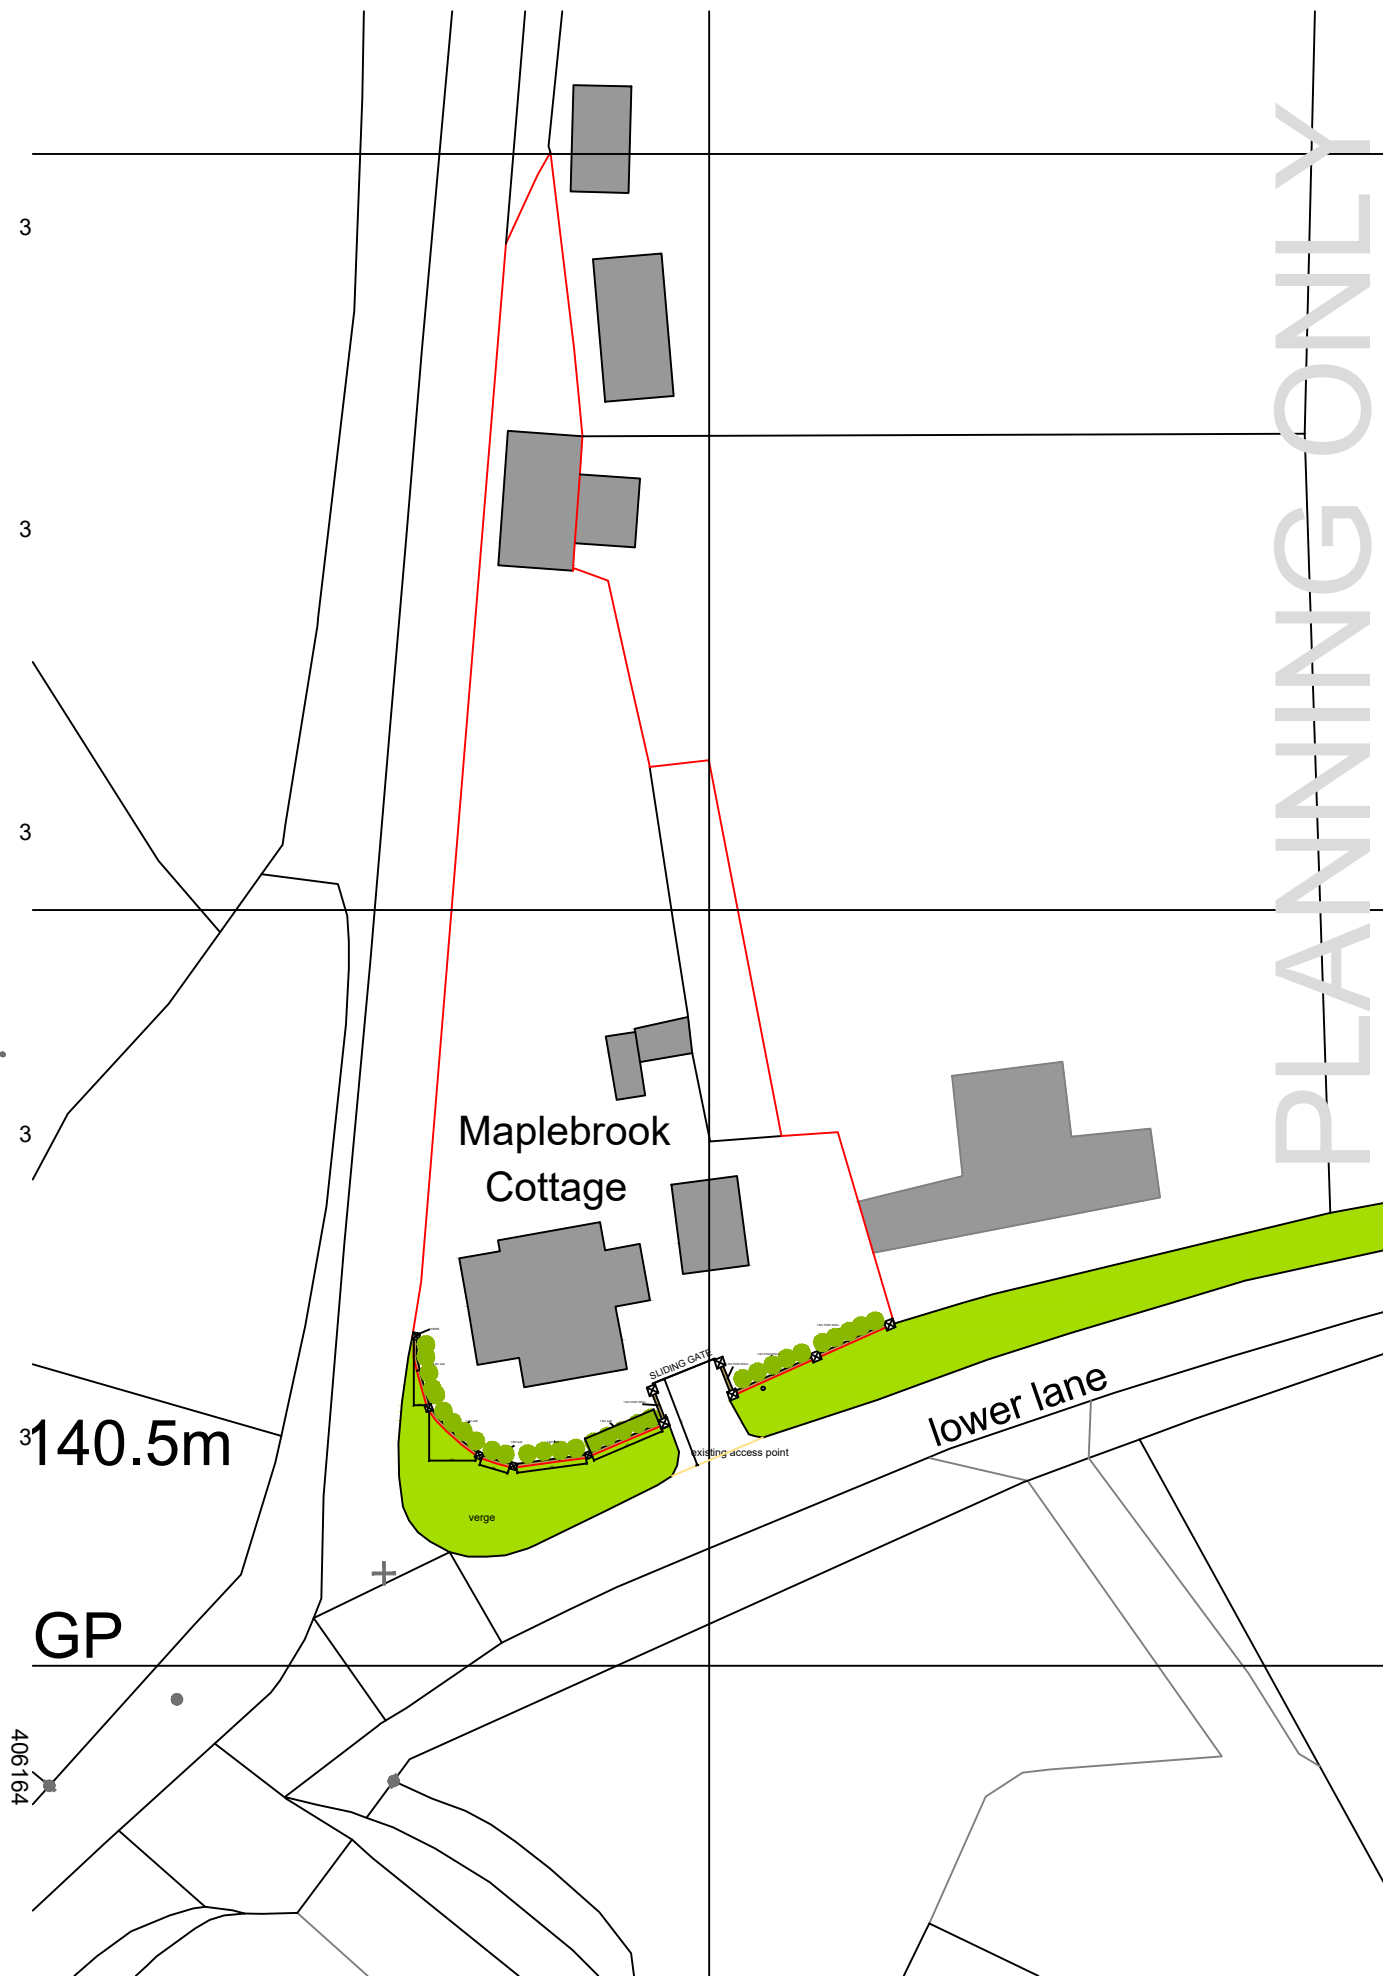 PLANNING ONLY
3
3
3
3
Maplebrook
Cottage
SLIDING GATE
lower lane
3
140.5m
existing access point
verge
GP
406164